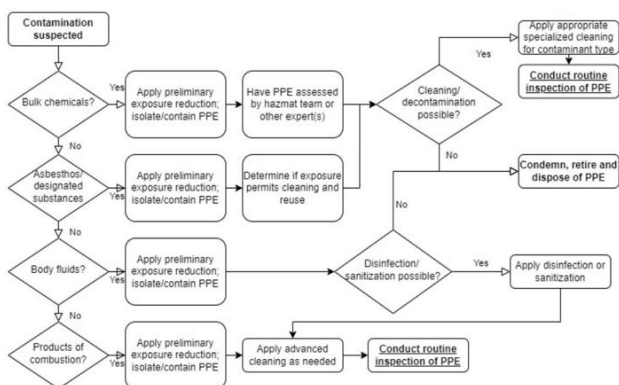 Contamination
suspected
Bulk chemicals?
Yes
Apply preliminary
exposure reduction;
isolate/contain PPE
Have PPE assessed
by hazmat team or
other expert(s)
Cleaning/
decontamination
possible?
Yes
Apply appropriate
specialized cleaning
for contaminant type
Conduct routine
inspection of PPE
No
No
Condemn, retire and
dispose of PPE
Asbesthos/
designated
substances
Yes
Apply preliminary
exposure reduction;
isolate/contain PPE
Determine if exposure
permits cleaning and
reuse
No
No
Body fluids?
Yes
Apply preliminary
exposure reduction;
isolate/contain PPE
Disinfection/
sanitization possible?
Yes
Apply disinfection or
sanitization
No
Products of
combustion?
Yes
Apply preliminary
exposure reduction;
isolate/contain PPE
Apply advanced
cleaning as needed
Conduct routine
inspection of PPE